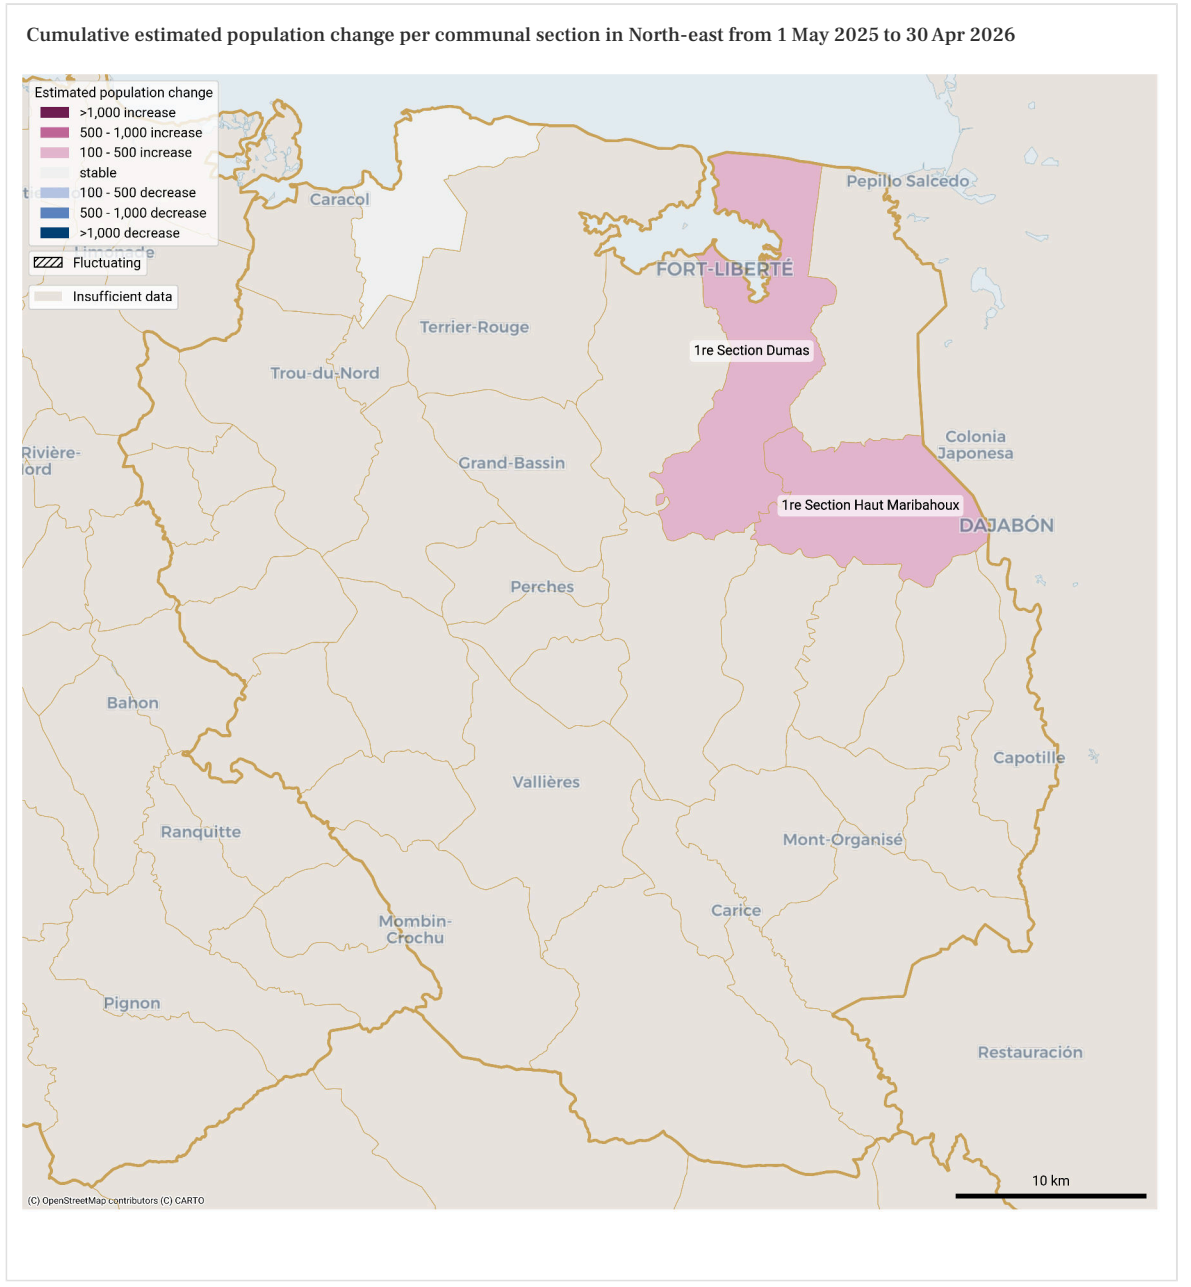 Cumulative estimated population change per communal section in North-east from 1 May 2025 to 30 Apr 2026
Estimated population change
>1,000 increase
500 - 1,000 increase
100 - 500 increase
stable
100 - 500 decrease
500 - 1,000 decrease
>1,000 decrease
Fluctuating
Insufficient data
Limonade
Caracol
Pepillo Salcedo
FORT-LIBERTÉ
Terrier-Rouge
1re Section Dumas
Trou-du-Nord
Colonia
Japonesa
Rivière-
Grand-Bassin
1re Section Haut Maribahoux
DAJABÓN
Perches
Bahon
Capotille
Vallières
Ranquitte
Mont-Organisé
Carice
Mombin-
Crochu
Pignon
Restauración
10 km
(C) OpenStreetMap contributors (C) CARTO